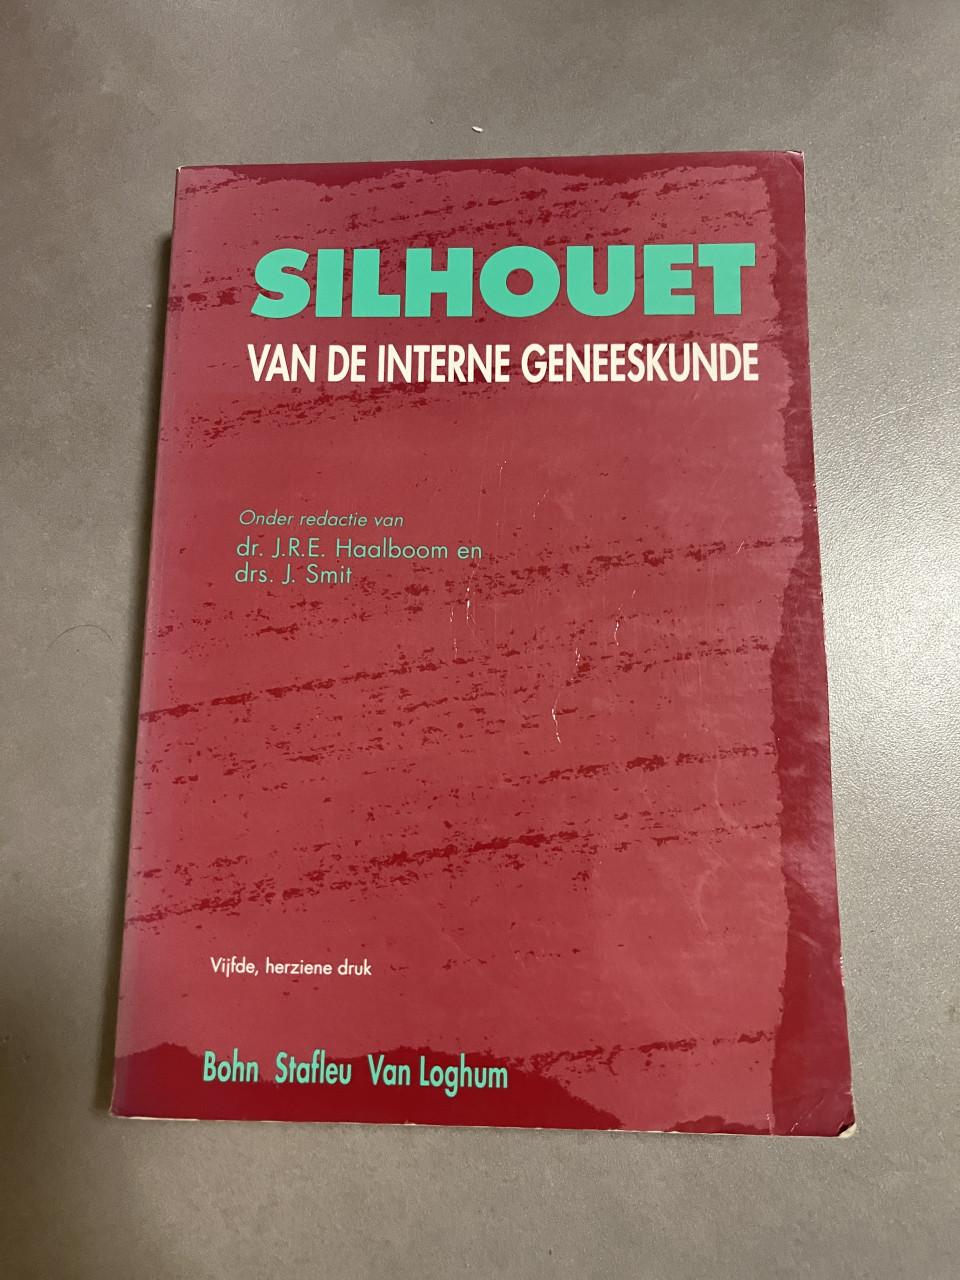 SILHOUET
VAN DE INTERNE GENEESKUNDE
Onder redactie van
dr. J.R.E. Haalboom en
drs. J. Smit
Vijfde, herziene druk
Bohn Stafleu Van Loghum